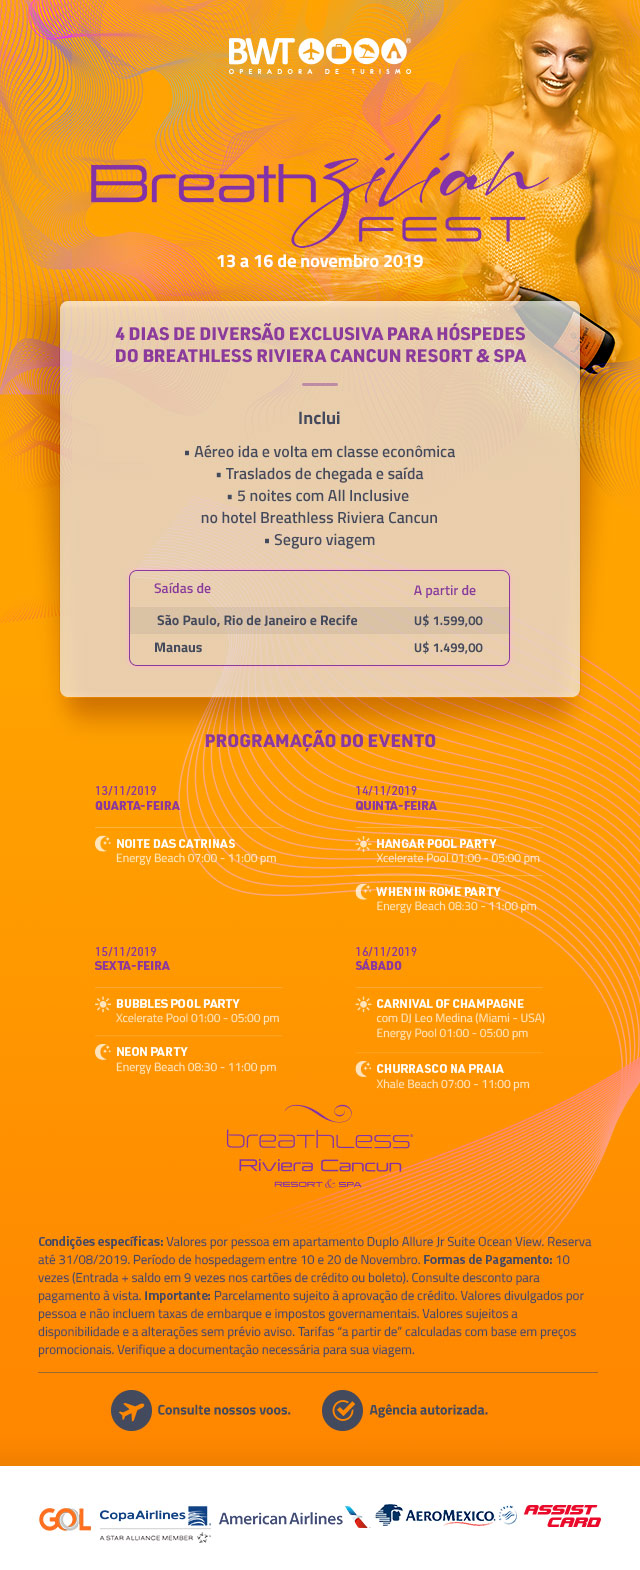 BWT®
OPERADORA DE TURISMO
Breathzilian
FEST
13 a 16 de novembro 2019
4 DIAS DE DIVERSÃO EXCLUSIVA PARA HÓSPEDES
DO BREATHLESS RIVIERA CANCUN RESORT & SPA
Inclui
• Aéreo ida e volta em classe econômica
• Traslados de chegada e saída
• 5 noites com All Inclusive
no hotel Breathless Riviera Cancun
• Seguro viagem
Saídas de A partir de
São Paulo, Rio de Janeiro e Recife U$ 1.599,00
Manaus U$ 1.499,00
PROGRAMAÇÃO DO EVENTO
13/11/2019
QUARTA-FEIRA
NOITE DAS CATRINAS
Energy Beach 07:00 - 11:00 pm
14/11/2019
QUINTA-FEIRA
HANGAR POOL PARTY
Xcelerate Pool 01:00 - 05:00 pm
WHEN IN ROME PARTY
Energy Beach 08:30 - 11:00 pm
15/11/2019
SEXTA-FEIRA
BUBBLES POOL PARTY
Xcelerate Pool 01:00 - 05:00 pm
NEON PARTY
Energy Beach 08:30 - 11:00 pm
16/11/2019
SÁBADO
CARNIVAL OF CHAMPAGNE
com DJ Leo Medina (Miami - USA)
Energy Pool 01:00 - 05:00 pm
CHURRASCO NA PRAIA
Xhale Beach 07:00 - 11:00 pm
breathless®
Riviera Cancun
RESORT & SPA
Condições específicas: Valores por pessoa em apartamento Duplo Allure Jr Suite Ocean View. Reserva
até 31/08/2019. Período de hospedagem entre 10 e 20 de Novembro. Formas de Pagamento: 10
vezes (Entrada + saldo em 9 vezes nos cartões de crédito ou boleto). Consulte desconto para
pagamento à vista. Importante: Parcelamento sujeito à aprovação de crédito. Valores divulgados por
pessoa e não incluem taxas de embarque e impostos governamentais. Valores sujeitos a
disponibilidade e a alterações sem prévio aviso. Tarifas “a partir de” calculadas com base em preços
promocionais. Verifique a documentação necessária para sua viagem.
Consulte nossos voos. Agência autorizada.
GOL
CopaAirlines
A STAR ALLIANCE MEMBER
American Airlines
AEROMEXICO.
ASSIST
CARD